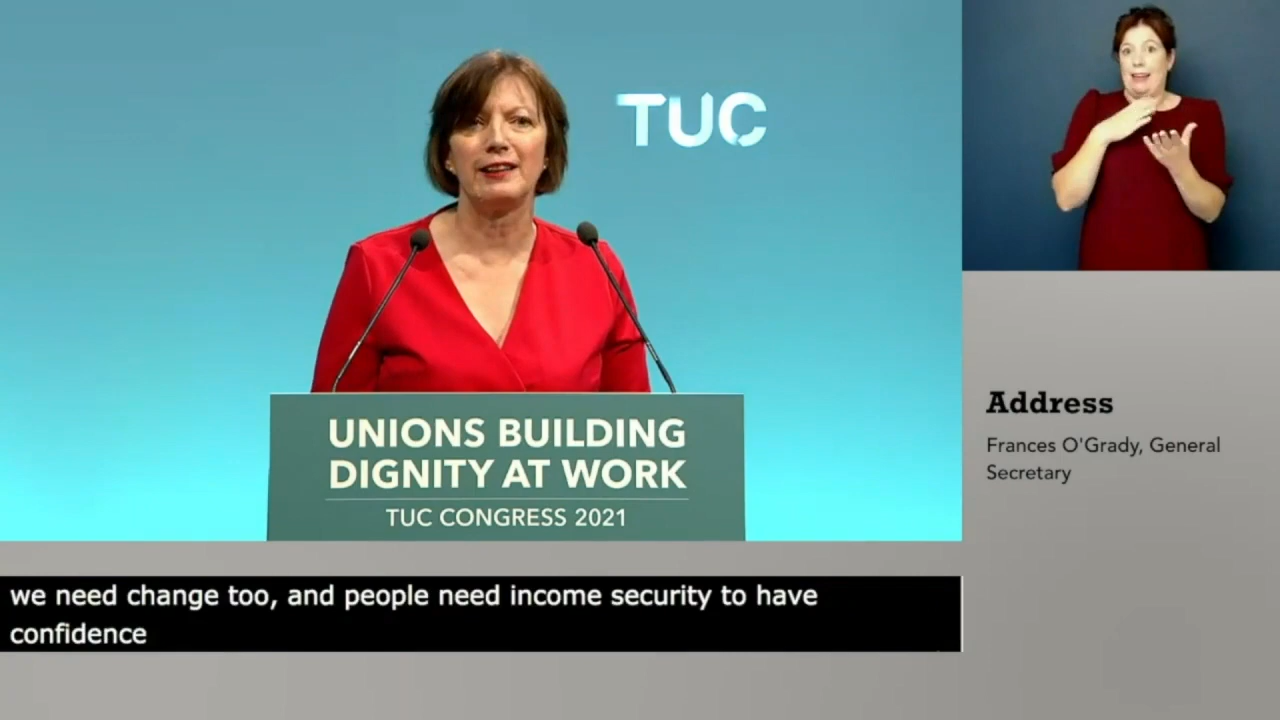 TUC
UNIONS BUILDING
DIGNITY AT WORK
TUC CONGRESS 2021
Address
Frances O'Grady, General
Secretary
we need change too, and people need income security to have
confidence